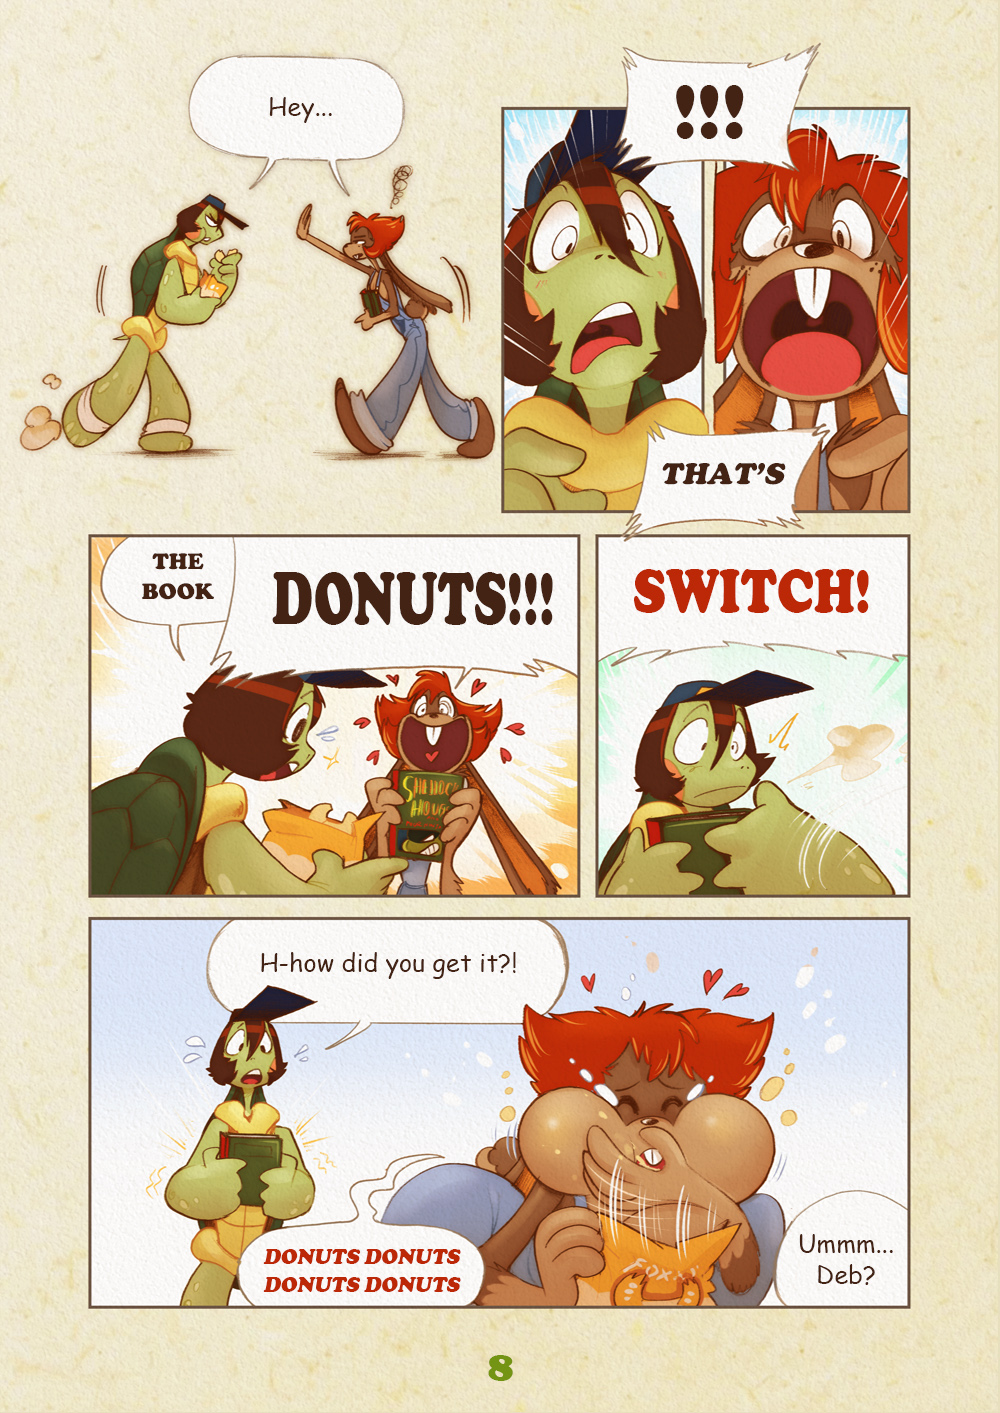 Hey...
!!!
THAT'S
THE
BOOK
DONUTS!!!
SWITCH!
H-how did you get it?!
DONUTS DONUTS
DONUTS DONUTS
Ummm...
Deb?
8